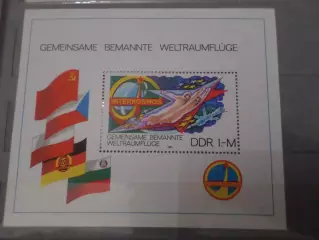 GEMEINSAME BEMANNTE WELTRAUMFLÜGE
INTERKOSMOS
GEMEINSAME BEMANNTE
WELTRAUMFLÜGE
DDR 1.-M